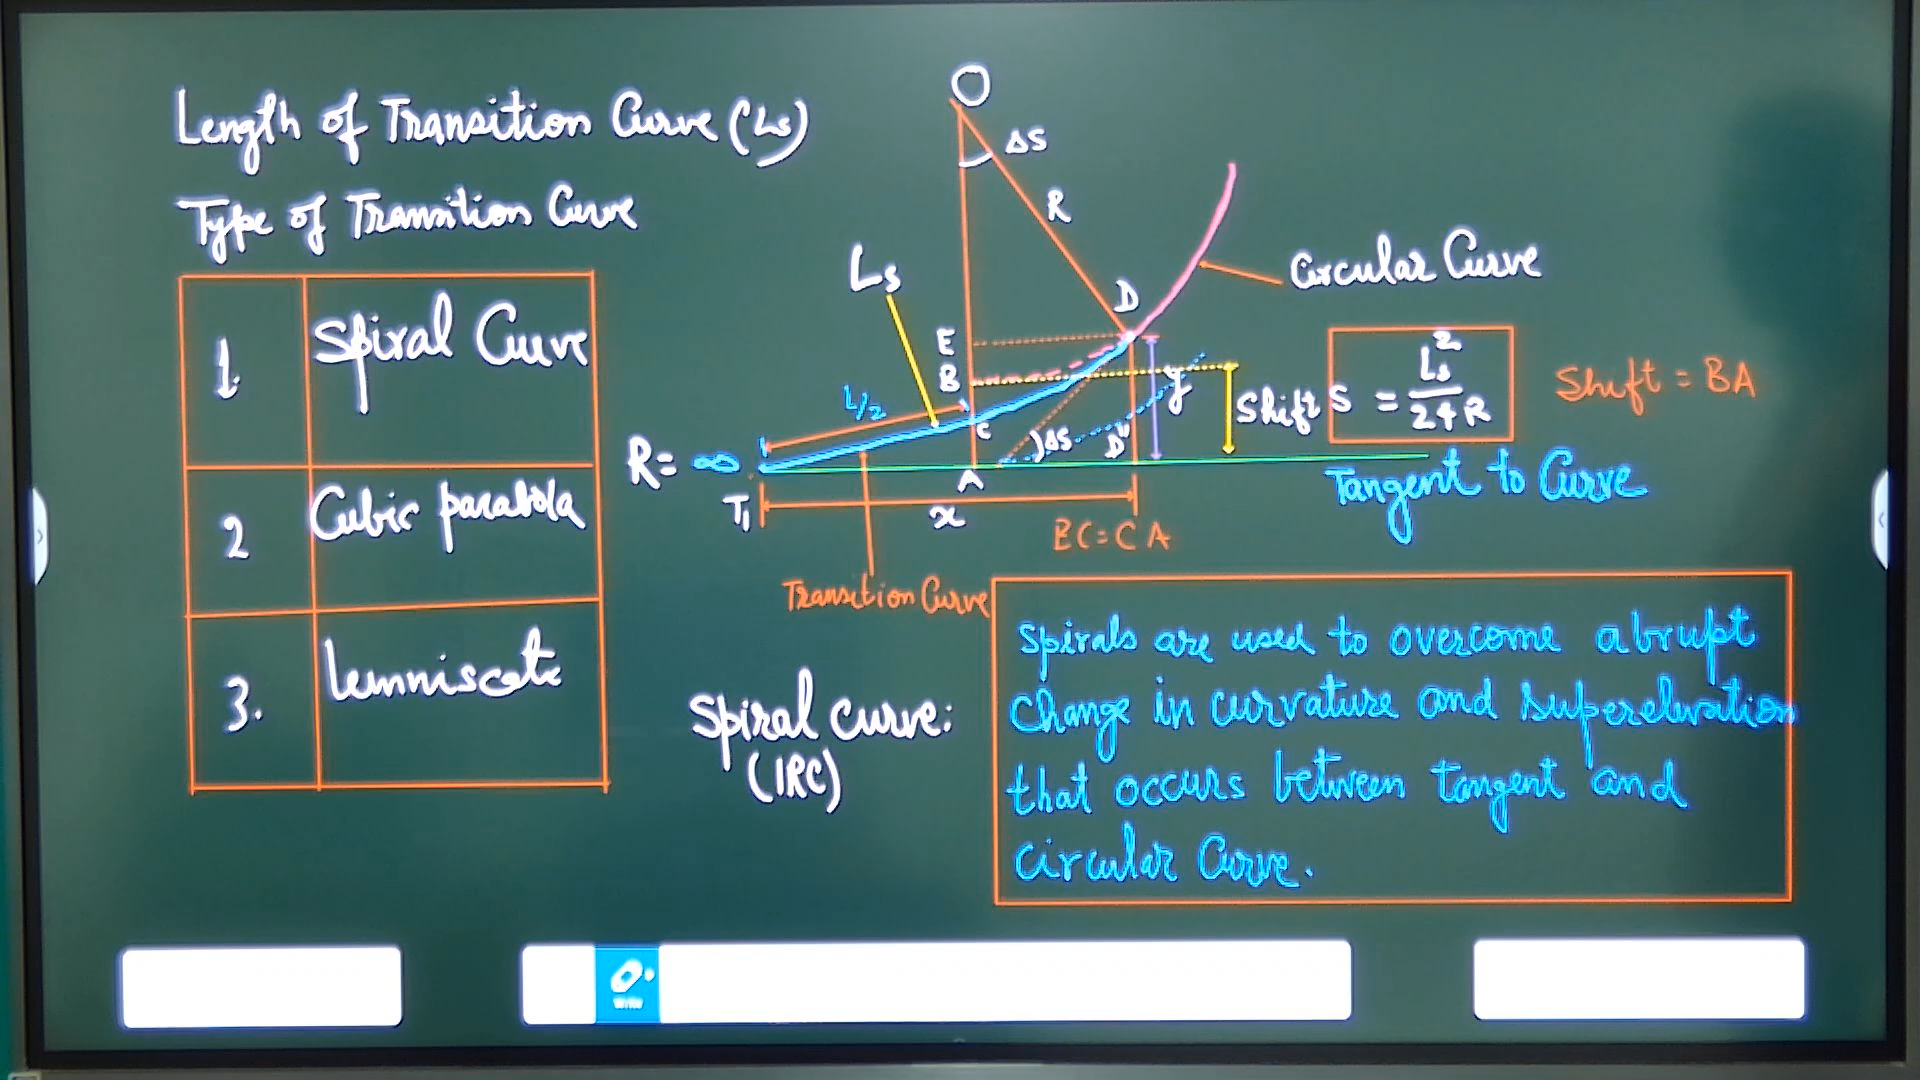 Length of Transition Curve (Ls)
Type of Transition Curve
1. Spiral Curve
2 Cubic parabola
3. Lemniscate
O
ΔS
R
Ls
D
Circular Curve
E
B
L/2
C
y
Shift
S = Ls²/24R
Shift = BA
R = ∞
ΔS
D"
T1
A
x
BC = CA
Tangent to Curve
Transition Curve
Spiral Curve:
(IRC)
Spirals are used to overcome abrupt
change in curvature and superelevation
that occurs between tangent and
circular Curve.
Write